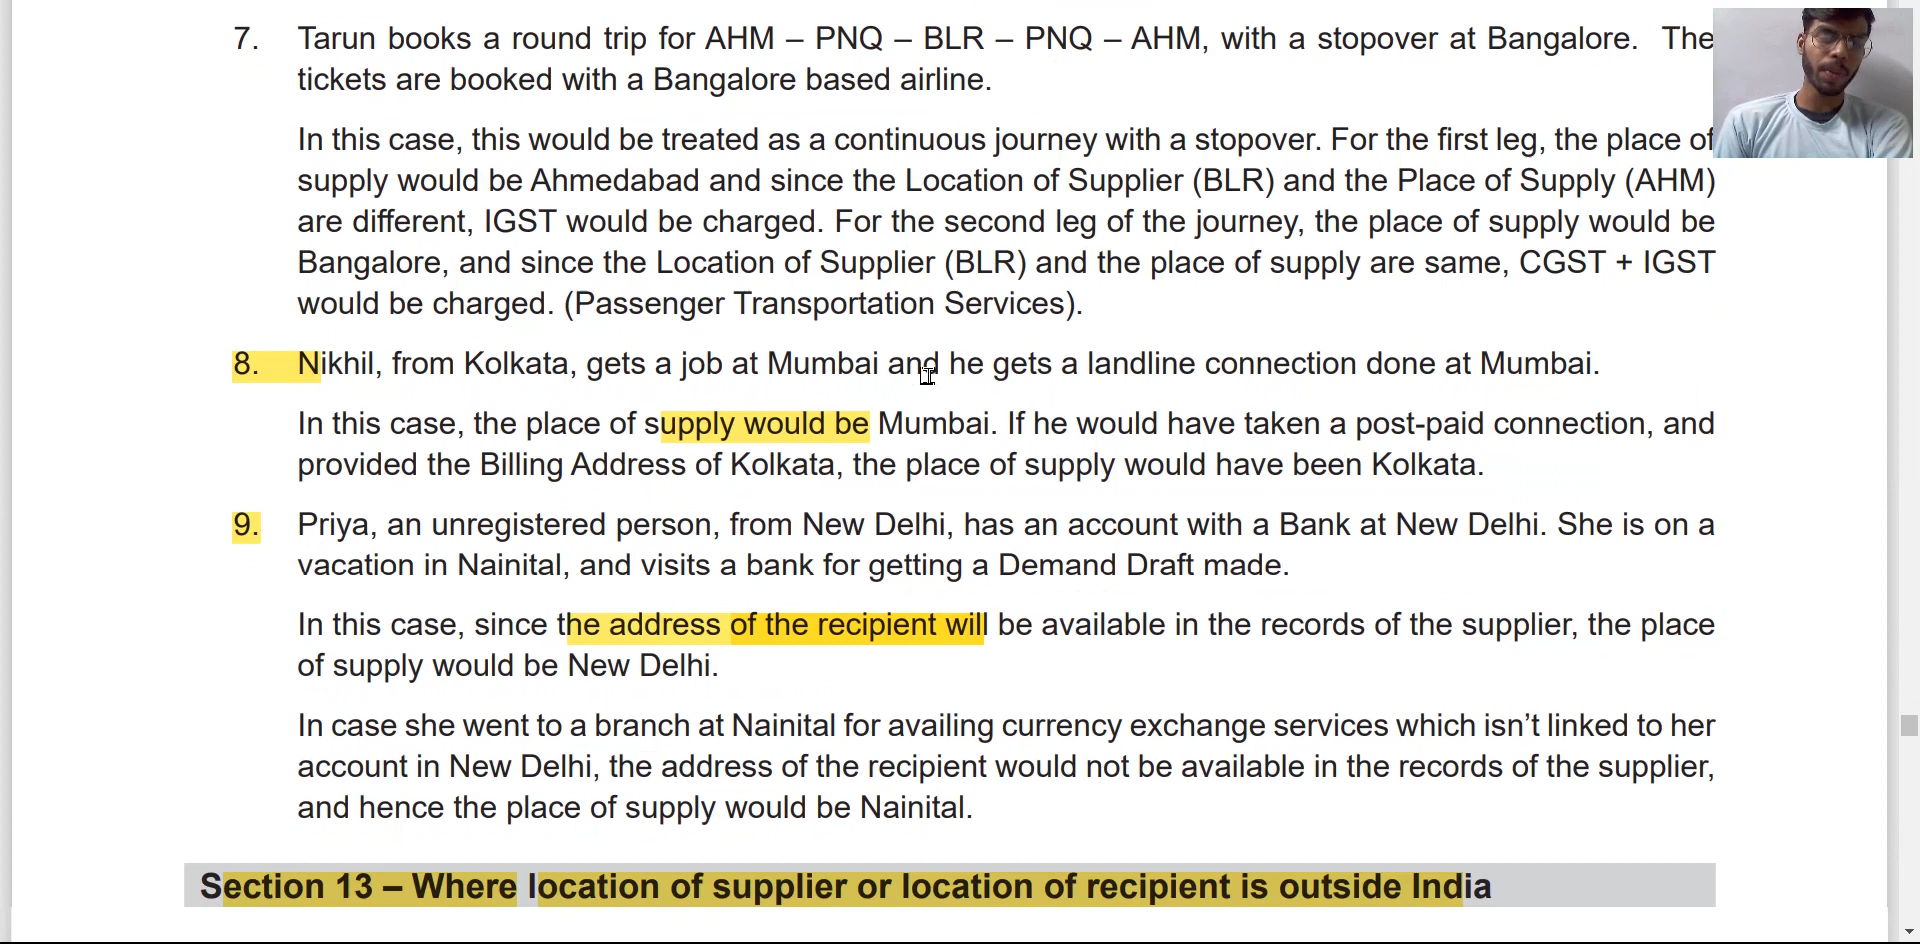 7. Tarun books a round trip for AHM – PNQ – BLR – PNQ – AHM, with a stopover at Bangalore. The
tickets are booked with a Bangalore based airline.
In this case, this would be treated as a continuous journey with a stopover. For the first leg, the place of
supply would be Ahmedabad and since the Location of Supplier (BLR) and the Place of Supply (AHM)
are different, IGST would be charged. For the second leg of the journey, the place of supply would be
Bangalore, and since the Location of Supplier (BLR) and the place of supply are same, CGST + IGST
would be charged. (Passenger Transportation Services).
8. Nikhil, from Kolkata, gets a job at Mumbai and he gets a landline connection done at Mumbai.
In this case, the place of supply would be Mumbai. If he would have taken a post-paid connection, and
provided the Billing Address of Kolkata, the place of supply would have been Kolkata.
9. Priya, an unregistered person, from New Delhi, has an account with a Bank at New Delhi. She is on a
vacation in Nainital, and visits a bank for getting a Demand Draft made.
In this case, since the address of the recipient will be available in the records of the supplier, the place
of supply would be New Delhi.
In case she went to a branch at Nainital for availing currency exchange services which isn’t linked to her
account in New Delhi, the address of the recipient would not be available in the records of the supplier,
and hence the place of supply would be Nainital.
Section 13 – Where location of supplier or location of recipient is outside India